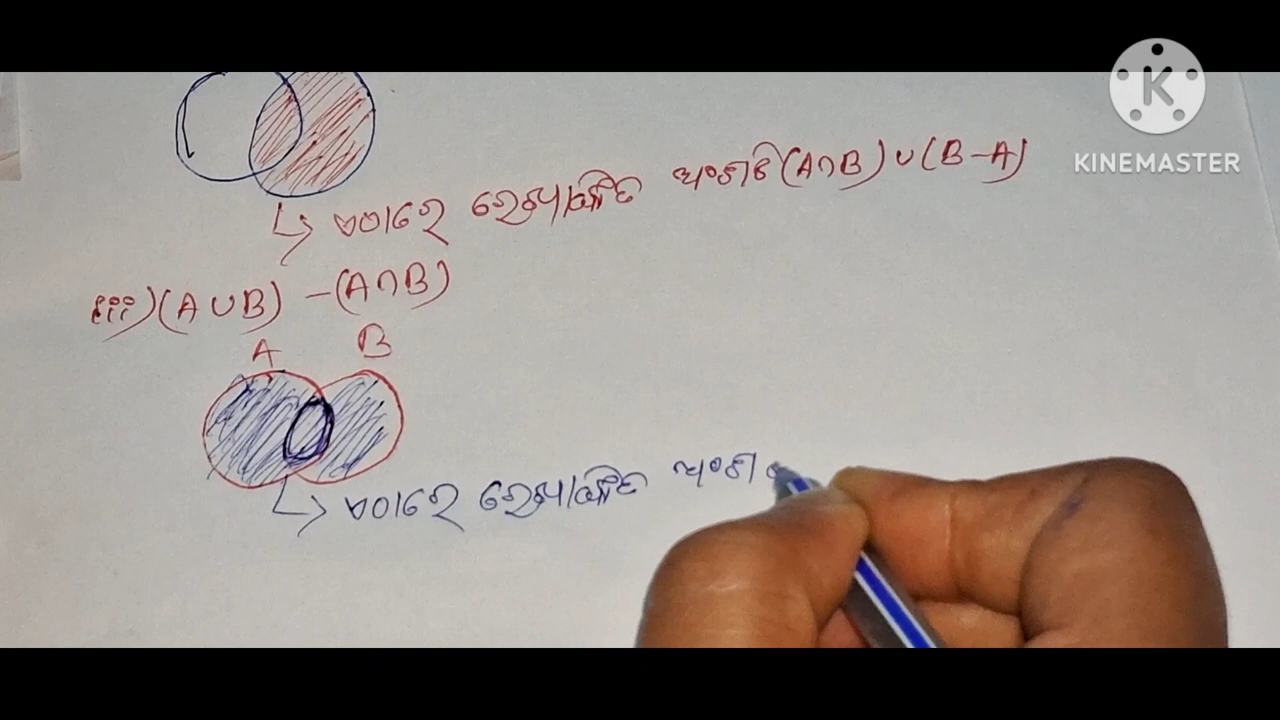 KINEMASTER
ଏଠାରେ ରେଖାଙ୍କିତ ଅଂଶଟି (A∩B) ∪ (B-A)
iii) (A∪B) - (A∩B)
A B
ଏଠାରେ ରେଖାଙ୍କିତ ଅଂଶ